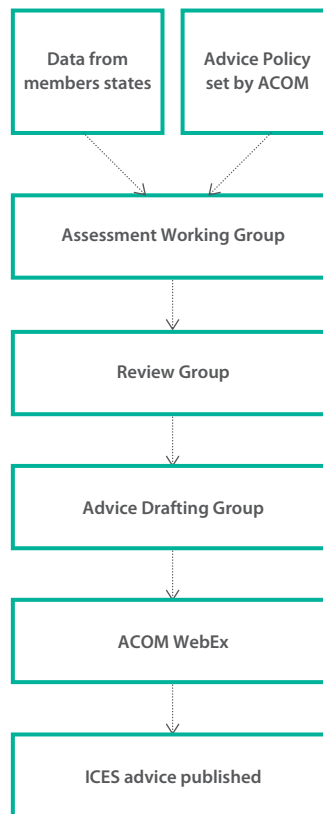 Data from
members states
Advice Policy
set by ACOM
Assessment Working Group
Review Group
Advice Drafting Group
ACOM WebEx
ICES advice published